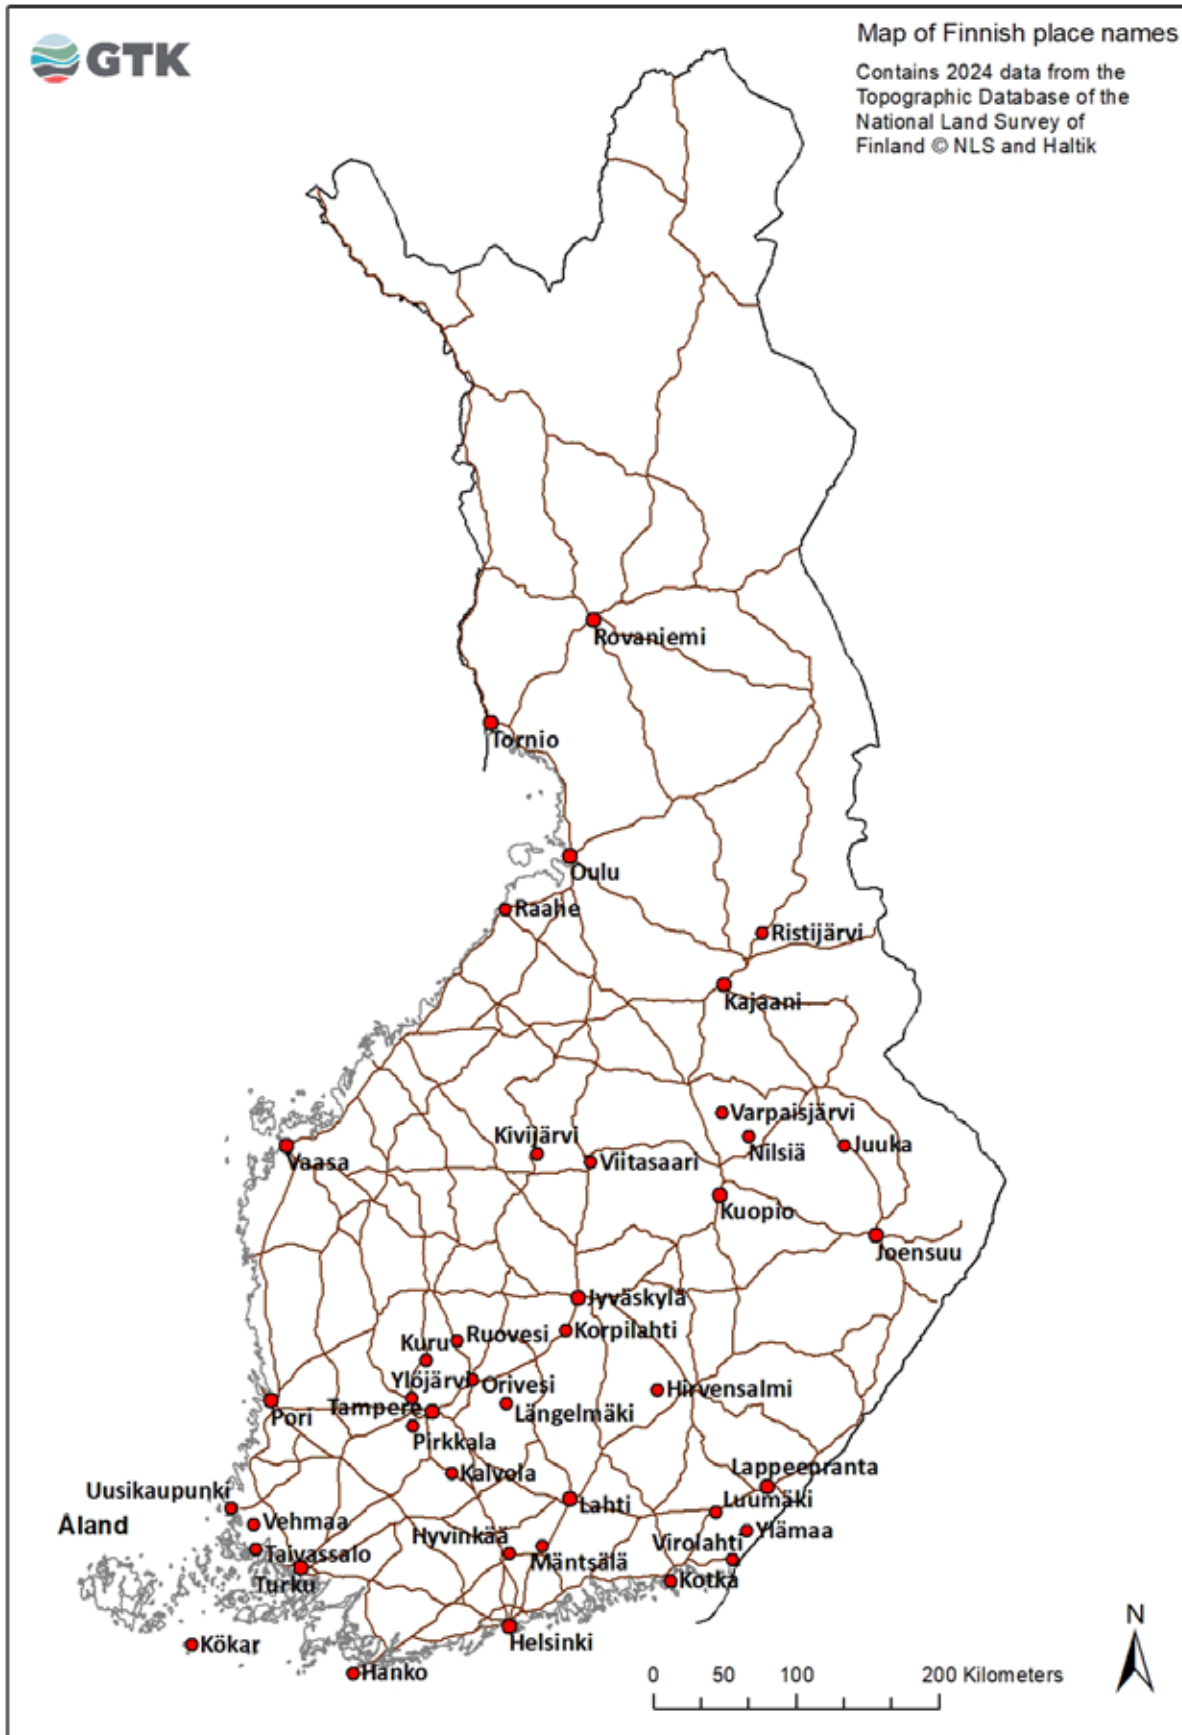 GTK
Map of Finnish place names
Contains 2024 data from the
Topographic Database of the
National Land Survey of
Finland © NLS and Haltik
Rovaniemi
Tornio
Oulu
Raahe
Ristijärvi
Kajaani
Varpaisjärvi
Kivijärvi
Nilsiä
Juuka
Vaasa
Viitasaari
Kuopio
Joensuu
Jyväskylä
Ruovesi
Korpilahti
Kuru
Ylöjärvi
Orivesi
Hirvensalmi
Tampere
Längelmäki
Pori
Pirkkala
Kalvola
Lappeenranta
Uusikaupunki
Lahti
Luumäki
Åland
Vehmaa
Hyvinkää
Ylämaa
Virolahti
Taivassalo
Mäntsälä
Turku
Kotka
Kökar
Helsinki
Hanko
N
0 50 100 200 Kilometers